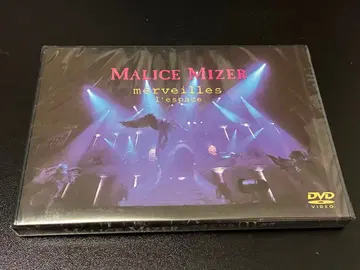 MALICE MIZER
merveilles
l'espace
DVD
VIDEO